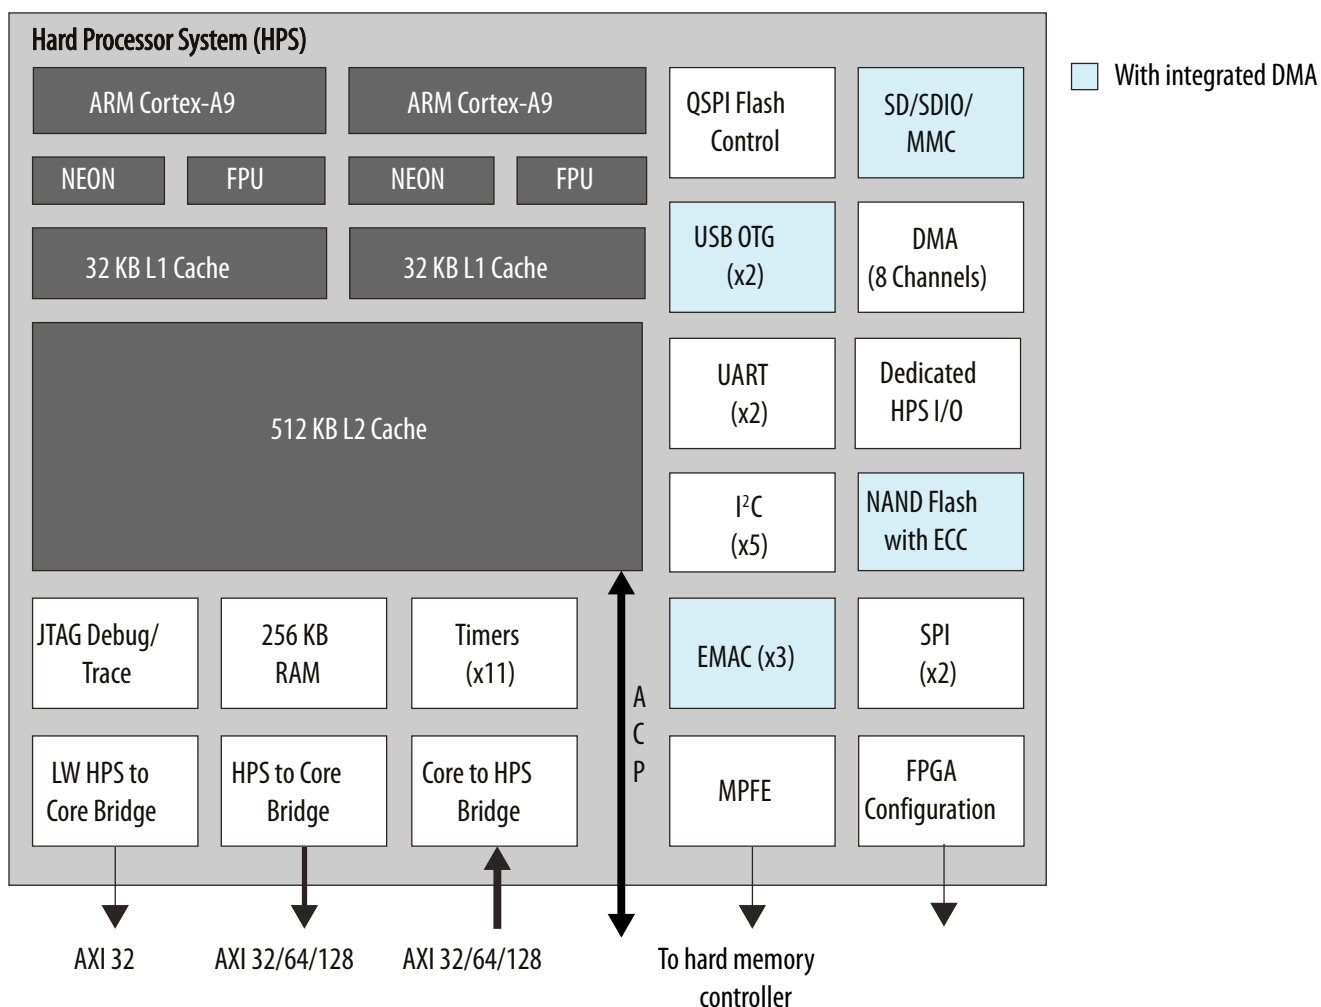 Hard Processor System (HPS)
With integrated DMA
ARM Cortex-A9
ARM Cortex-A9
QSPI Flash
Control
SD/SDIO/
MMC
NEON
FPU
NEON
FPU
USB OTG
(x2)
DMA
(8 Channels)
32 KB L1 Cache
32 KB L1 Cache
512 KB L2 Cache
UART
(x2)
Dedicated
HPS I/O
I²C
(x5)
NAND Flash
with ECC
JTAG Debug/
Trace
256 KB
RAM
Timers
(x11)
A
C
P
EMAC (x3)
SPI
(x2)
LW HPS to
Core Bridge
HPS to Core
Bridge
Core to HPS
Bridge
MPFE
FPGA
Configuration
AXI 32
AXI 32/64/128
AXI 32/64/128
To hard memory
controller